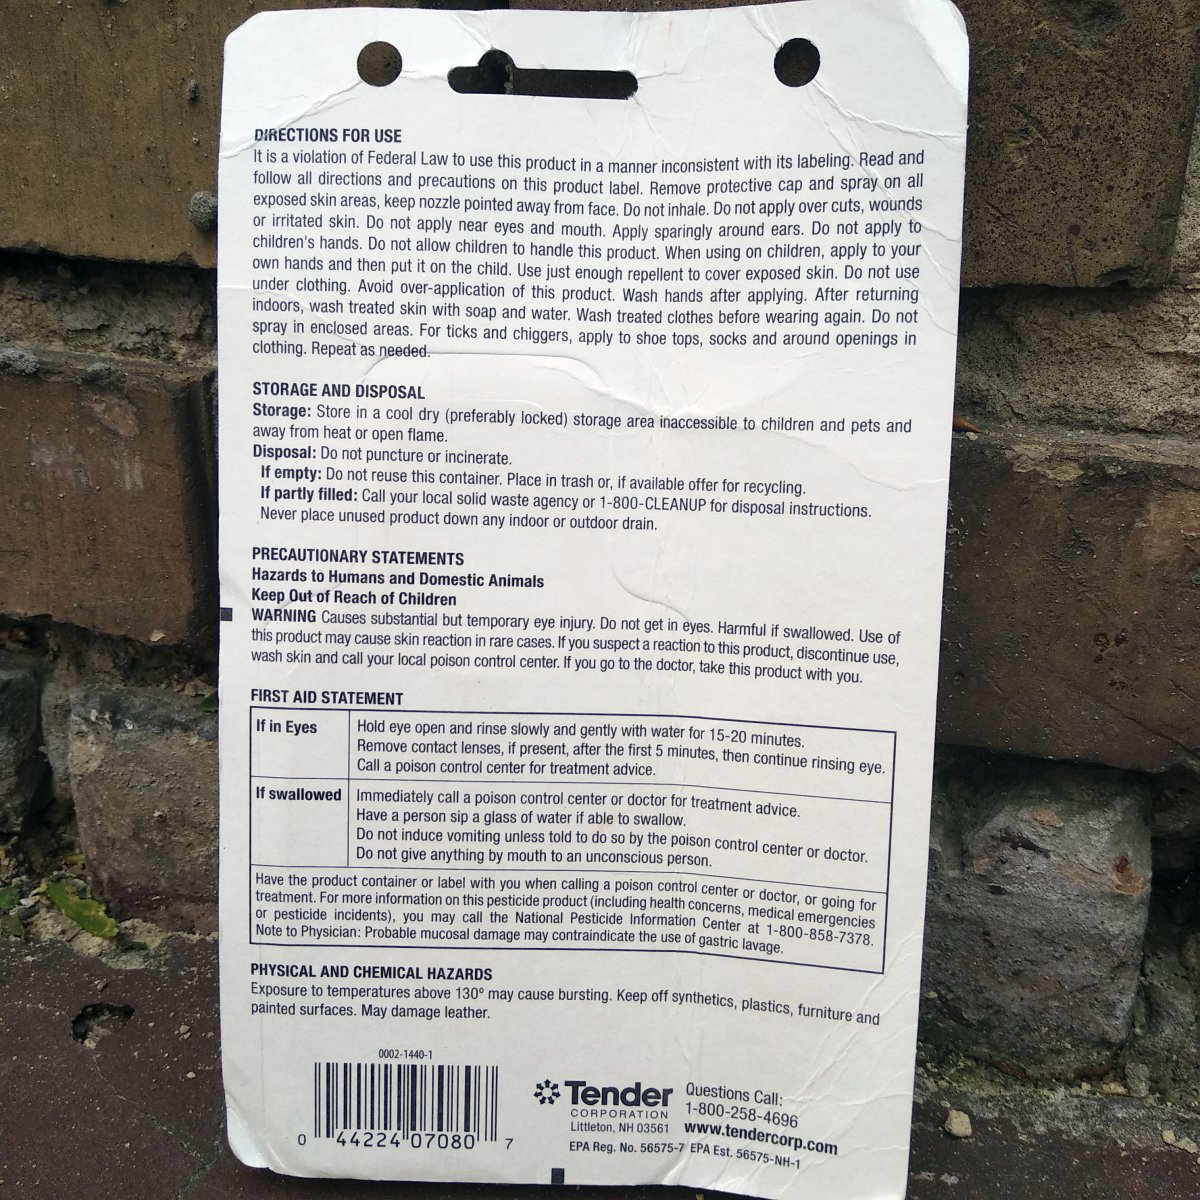 DIRECTIONS FOR USE
It is a violation of Federal Law to use this product in a manner inconsistent with its labeling. Read and
follow all directions and precautions on this product label. Remove protective cap and spray on all
exposed skin areas, keep nozzle pointed away from face. Do not inhale. Do not apply over cuts, wounds
or irritated skin. Do not apply near eyes and mouth. Apply sparingly around ears. Do not apply to
children's hands. Do not allow children to handle this product. When using on children, apply to your
own hands and then put it on the child. Use just enough repellent to cover exposed skin. Do not use
under clothing. Avoid over-application of this product. Wash hands after applying. After returning
indoors, wash treated skin with soap and water. Wash treated clothes before wearing again. Do not
spray in enclosed areas. For ticks and chiggers, apply to shoe tops, socks and around openings in
clothing. Repeat as needed.
STORAGE AND DISPOSAL
Storage: Store in a cool dry (preferably locked) storage area inaccessible to children and pets and
away from heat or open flame.
Disposal: Do not puncture or incinerate.
If empty: Do not reuse this container. Place in trash or, if available offer for recycling.
If partly filled: Call your local solid waste agency or 1-800-CLEANUP for disposal instructions.
Never place unused product down any indoor or outdoor drain.
PRECAUTIONARY STATEMENTS
Hazards to Humans and Domestic Animals
Keep Out of Reach of Children
WARNING Causes substantial but temporary eye injury. Do not get in eyes. Harmful if swallowed. Use of
this product may cause skin reaction in rare cases. If you suspect a reaction to this product, discontinue use,
wash skin and call your local poison control center. If you go to the doctor, take this product with you.
FIRST AID STATEMENT
If in Eyes
Hold eye open and rinse slowly and gently with water for 15-20 minutes.
Remove contact lenses, if present, after the first 5 minutes, then continue rinsing eye.
Call a poison control center for treatment advice.
If swallowed
Immediately call a poison control center or doctor for treatment advice.
Have a person sip a glass of water if able to swallow.
Do not induce vomiting unless told to do so by the poison control center or doctor.
Do not give anything by mouth to an unconscious person.
Have the product container or label with you when calling a poison control center or doctor, or going for
treatment. For more information on this pesticide product (including health concerns, medical emergencies
or pesticide incidents), you may call the National Pesticide Information Center at 1-800-858-7378.
Note to Physician: Probable mucosal damage may contraindicate the use of gastric lavage.
PHYSICAL AND CHEMICAL HAZARDS
Exposure to temperatures above 130º may cause bursting. Keep off synthetics, plastics, furniture and
painted surfaces. May damage leather.
0002-1440-1
0 44224 07080 7
Tender
CORPORATION
Littleton, NH 03561
Questions Call:
1-800-258-4696
www.tendercorp.com
EPA Reg. No. 56575-7 EPA Est. 56575-NH-1